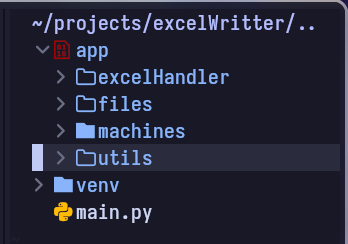 ~/projects/excelWritter/..
app
excelHandler
files
machines
utils
venv
main.py